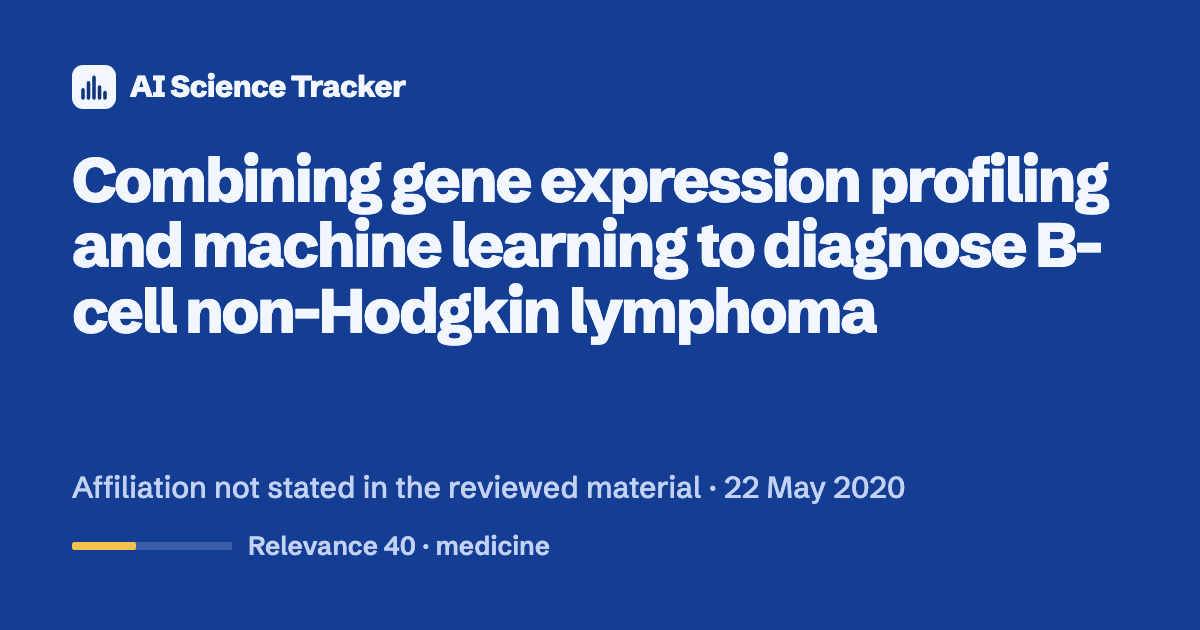 AI Science Tracker
Combining gene expression profiling
and machine learning to diagnose B-
cell non-Hodgkin lymphoma
Affiliation not stated in the reviewed material · 22 May 2020
Relevance 40 · medicine